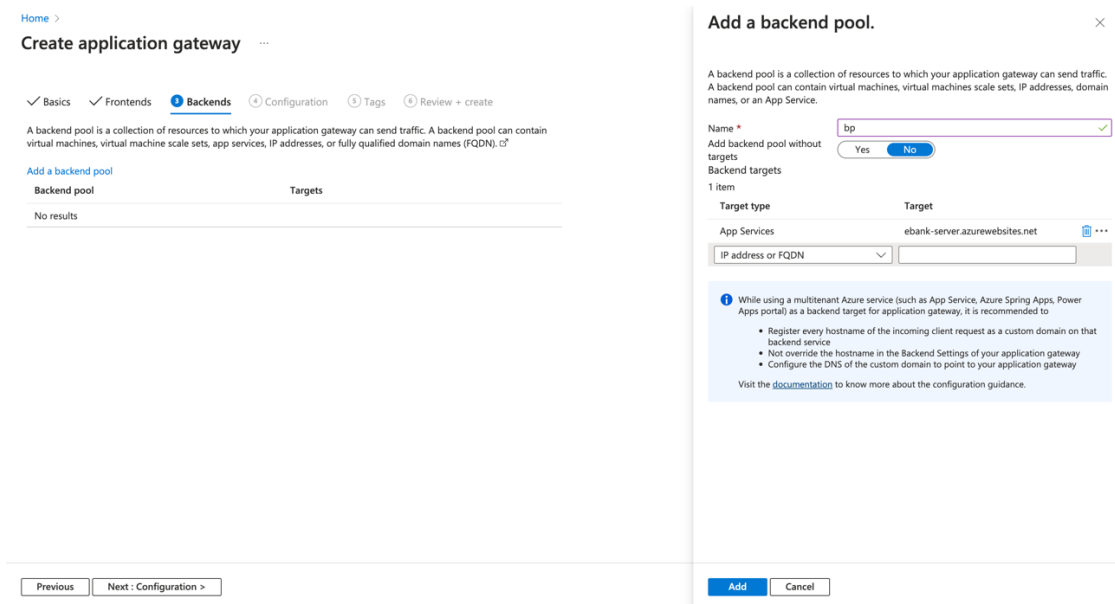 Home >
Create application gateway ...
Basics Frontends 3 Backends 4 Configuration 5 Tags 6 Review + create
A backend pool is a collection of resources to which your application gateway can send traffic. A backend pool can contain
virtual machines, virtual machine scale sets, app services, IP addresses, or fully qualified domain names (FQDN).
Add a backend pool
Backend pool Targets
No results
Previous Next : Configuration >
Add a backend pool.
A backend pool is a collection of resources to which your application gateway can send traffic.
A backend pool can contain virtual machines, virtual machines scale sets, IP addresses, domain
names, or an App Service.
Name * bp
Add backend pool without
targets
Yes No
Backend targets
1 item
Target type Target
App Services ebank-server.azurewebsites.net ...
IP address or FQDN
While using a multitenant Azure service (such as App Service, Azure Spring Apps, Power
Apps portal) as a backend target for application gateway, it is recommended to
• Register every hostname of the incoming client request as a custom domain on that
backend service
• Not override the hostname in the Backend Settings of your application gateway
• Configure the DNS of the custom domain to point to your application gateway
Visit the documentation to know more about the configuration guidance.
Add Cancel